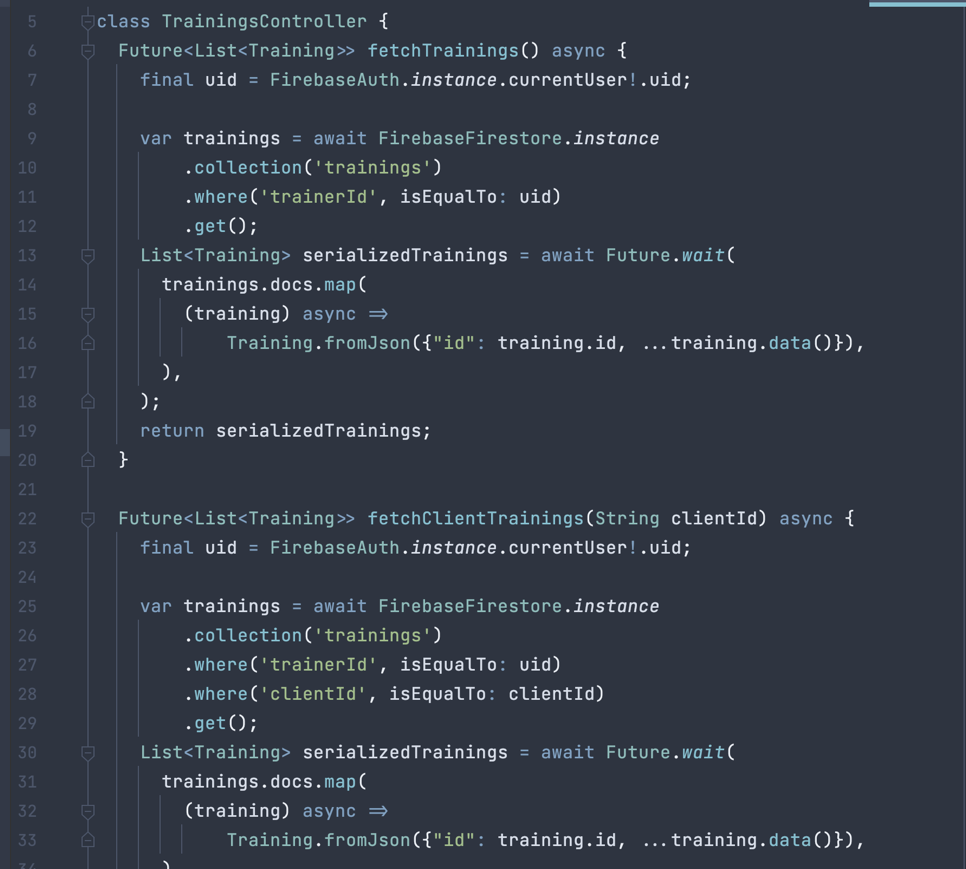 5 class TrainingsController {
6 Future<List<Training>> fetchTrainings() async {
7 final uid = FirebaseAuth.instance.currentUser!.uid;
8
9 var trainings = await FirebaseFirestore.instance
10 .collection('trainings')
11 .where('trainerId', isEqualTo: uid)
12 .get();
13 List<Training> serializedTrainings = await Future.wait(
14 trainings.docs.map(
15 (training) async =>
16 Training.fromJson({"id": training.id, ...training.data()}),
17 ),
18 );
19 return serializedTrainings;
20 }
21
22 Future<List<Training>> fetchClientTrainings(String clientId) async {
23 final uid = FirebaseAuth.instance.currentUser!.uid;
24
25 var trainings = await FirebaseFirestore.instance
26 .collection('trainings')
27 .where('trainerId', isEqualTo: uid)
28 .where('clientId', isEqualTo: clientId)
29 .get();
30 List<Training> serializedTrainings = await Future.wait(
31 trainings.docs.map(
32 (training) async =>
33 Training.fromJson({"id": training.id, ...training.data()}),